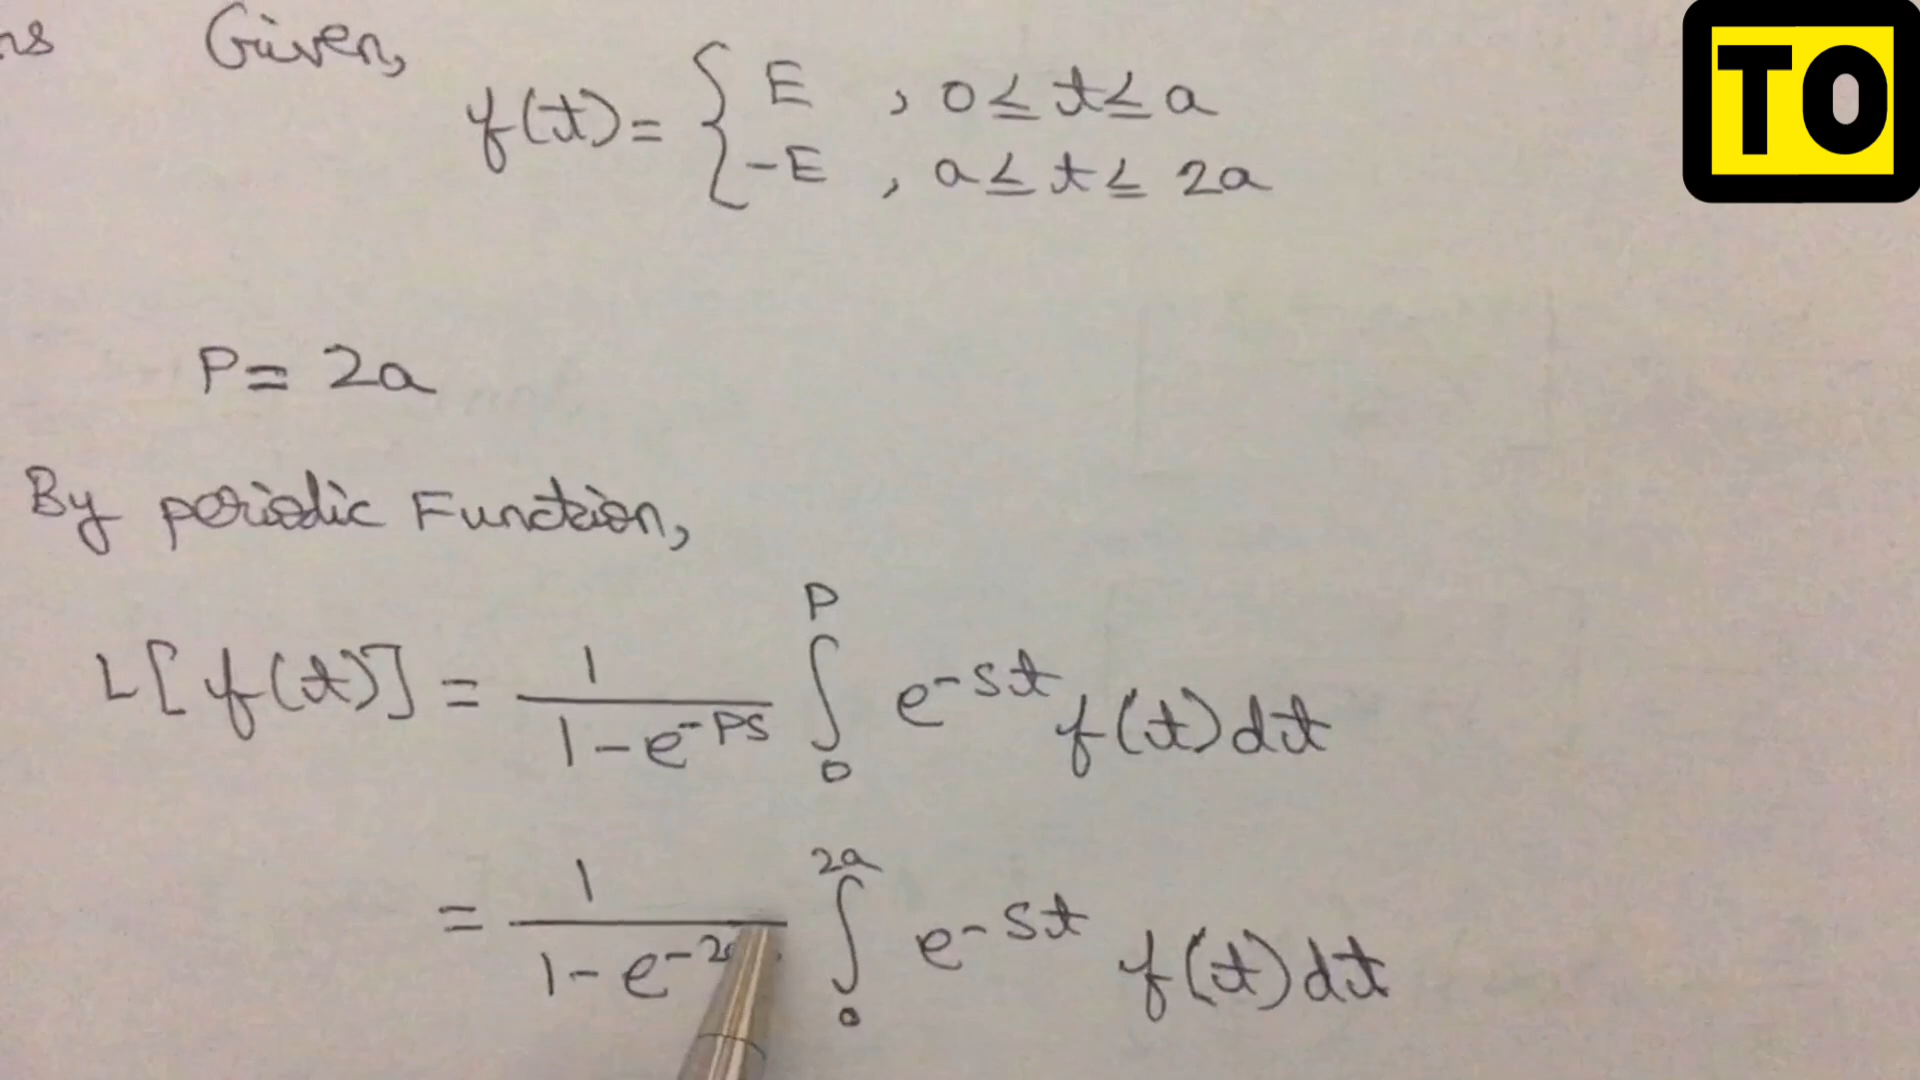 ns Given,
TO
f(t) = { E , 0 ≤ t ≤ a
-E , a ≤ t ≤ 2a
P = 2a
By periodic Function,
L[f(t)] = 1 / 1 - e^-PS ∫_0^P e^-st f(t) dt
= 1 / 1 - e^-2 ∫_0^2a e^-st f(t) dt